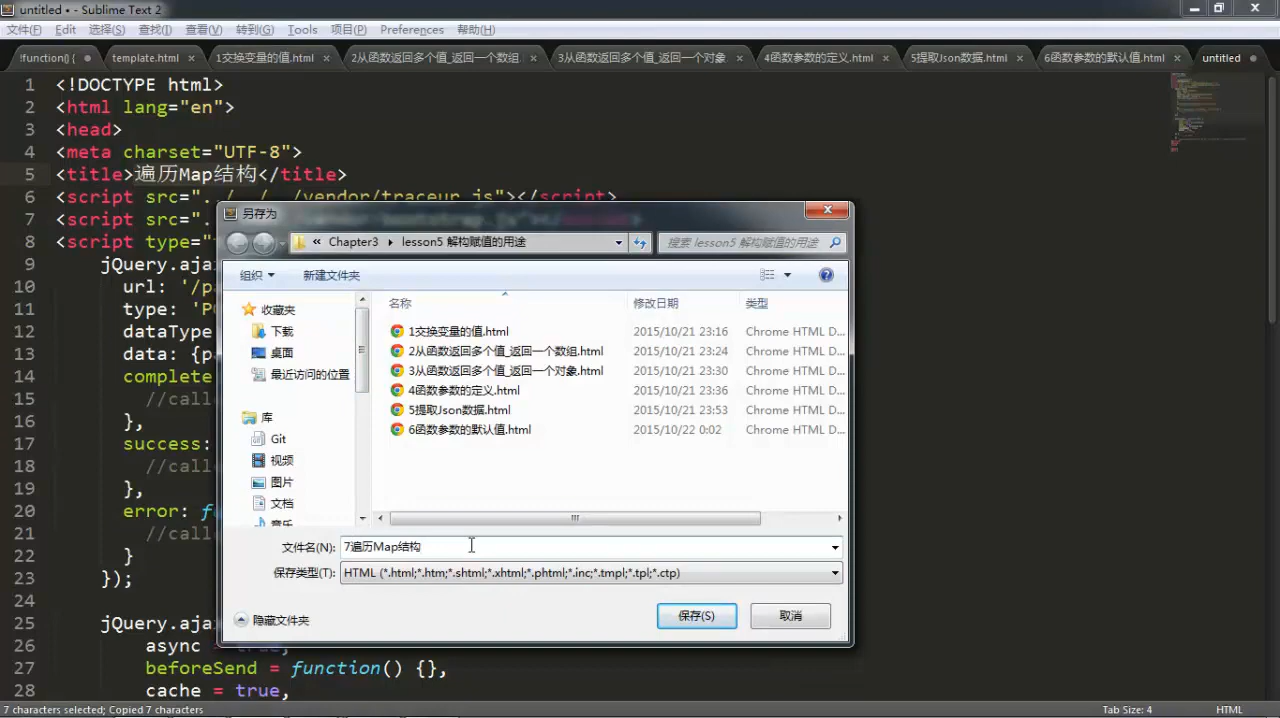 untitled • - Sublime Text 2
文件(F) Edit 选择(S) 查找(I) 查看(V) 转到(G) Tools 项目(P) Preferences 帮助(H)
!function() { template.html 1交换变量的值.html 2从函数返回多个值_返回一个数组. 3从函数返回多个值_返回一个对象 4函数参数的定义.html 5提取Json数据.html 6函数参数的默认值.html untitled
1 <!DOCTYPE html>
2 <html lang="en">
3 <head>
4 <meta charset="UTF-8">
5 <title>遍历Map结构</title>
6 <script src="../../vendor/traceur.js"></script>
7 <script src=".
8 <script type="
9 jQuery.aja
10 url: '/p
11 type: 'P
12 dataType
13 data: {p
14 complete
15 //call
16 },
17 success:
18 //call
19 },
20 error: f
21 //call
22 }
23 });
24
25 jQuery.aja
26 async = true,
27 beforeSend = function() {},
28 cache = true,
另存为
« Chapter3 lesson5 解构赋值的用途
搜索 lesson5 解构赋值的用途
组织 新建文件夹
收藏夹
下载
桌面
最近访问的位置
库
Git
视频
图片
文档
音乐
名称 修改日期 类型
1交换变量的值.html 2015/10/21 23:16 Chrome HTML D...
2从函数返回多个值_返回一个数组.html 2015/10/21 23:24 Chrome HTML D...
3从函数返回多个值_返回一个对象.html 2015/10/21 23:30 Chrome HTML D...
4函数参数的定义.html 2015/10/21 23:36 Chrome HTML D...
5提取Json数据.html 2015/10/21 23:53 Chrome HTML D...
6函数参数的默认值.html 2015/10/22 0:02 Chrome HTML D...
文件名(N): 7遍历Map结构
保存类型(T): HTML (*.html;*.htm;*.shtml;*.xhtml;*.phtml;*.inc;*.tmpl;*.tpl;*.ctp)
隐藏文件夹 保存(S) 取消
7 characters selected; Copied 7 characters Tab Size: 4 HTML